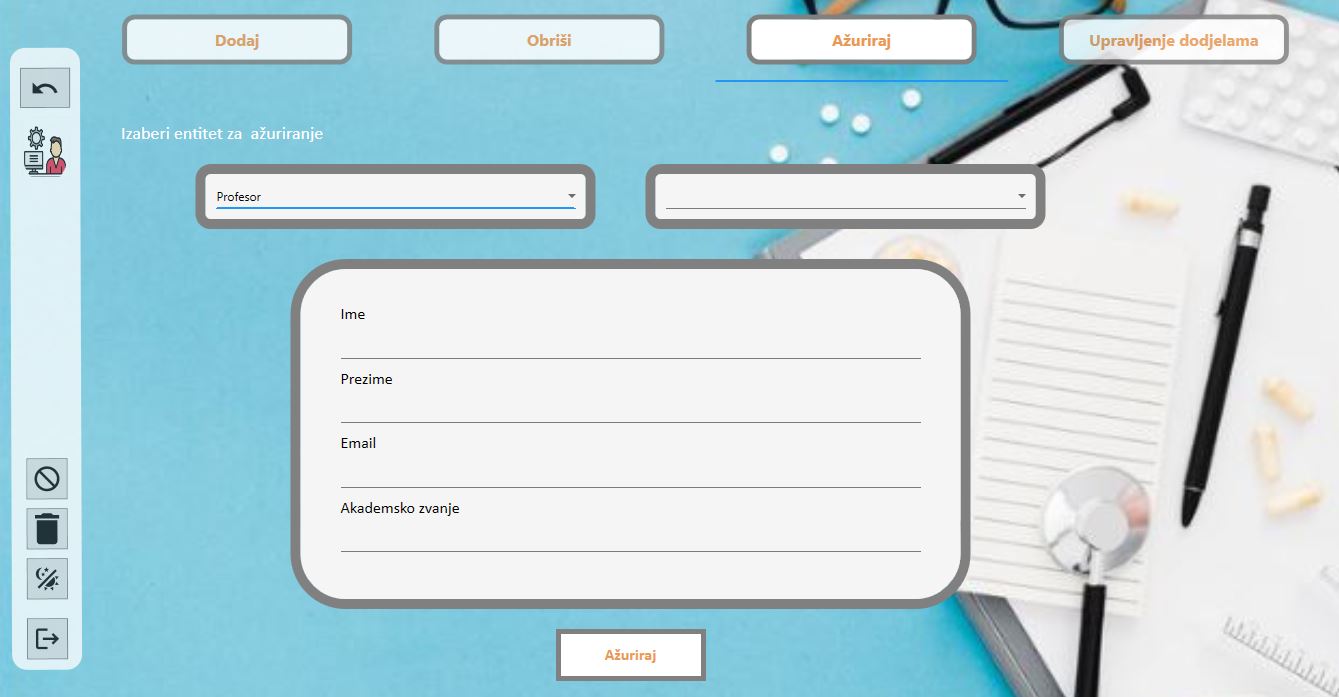 Dodaj
Obriši
Ažuriraj
Upravljenje dodjelama
Izaberi entitet za  ažuriranje
Profesor
Ime
Prezime
Email
Akademsko zvanje
Ažuriraj